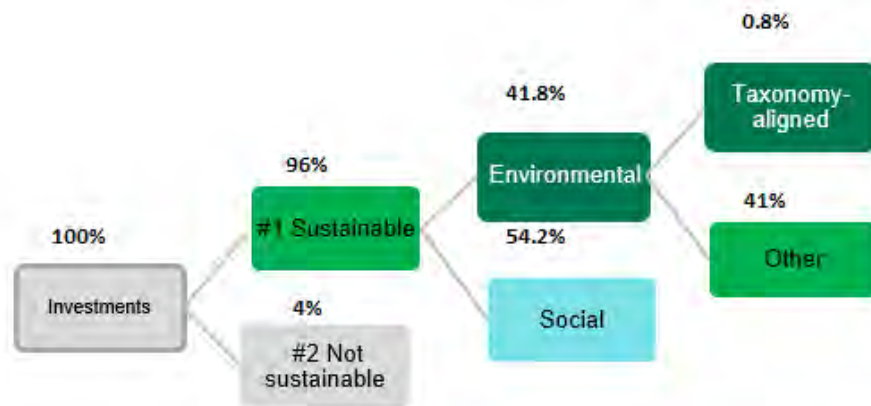 0.8%
Taxonomy-
aligned
41.8%
Environmental
96%
#1 Sustainable
41%
Other
54.2%
Social
100%
Investments
4%
#2 Not
sustainable